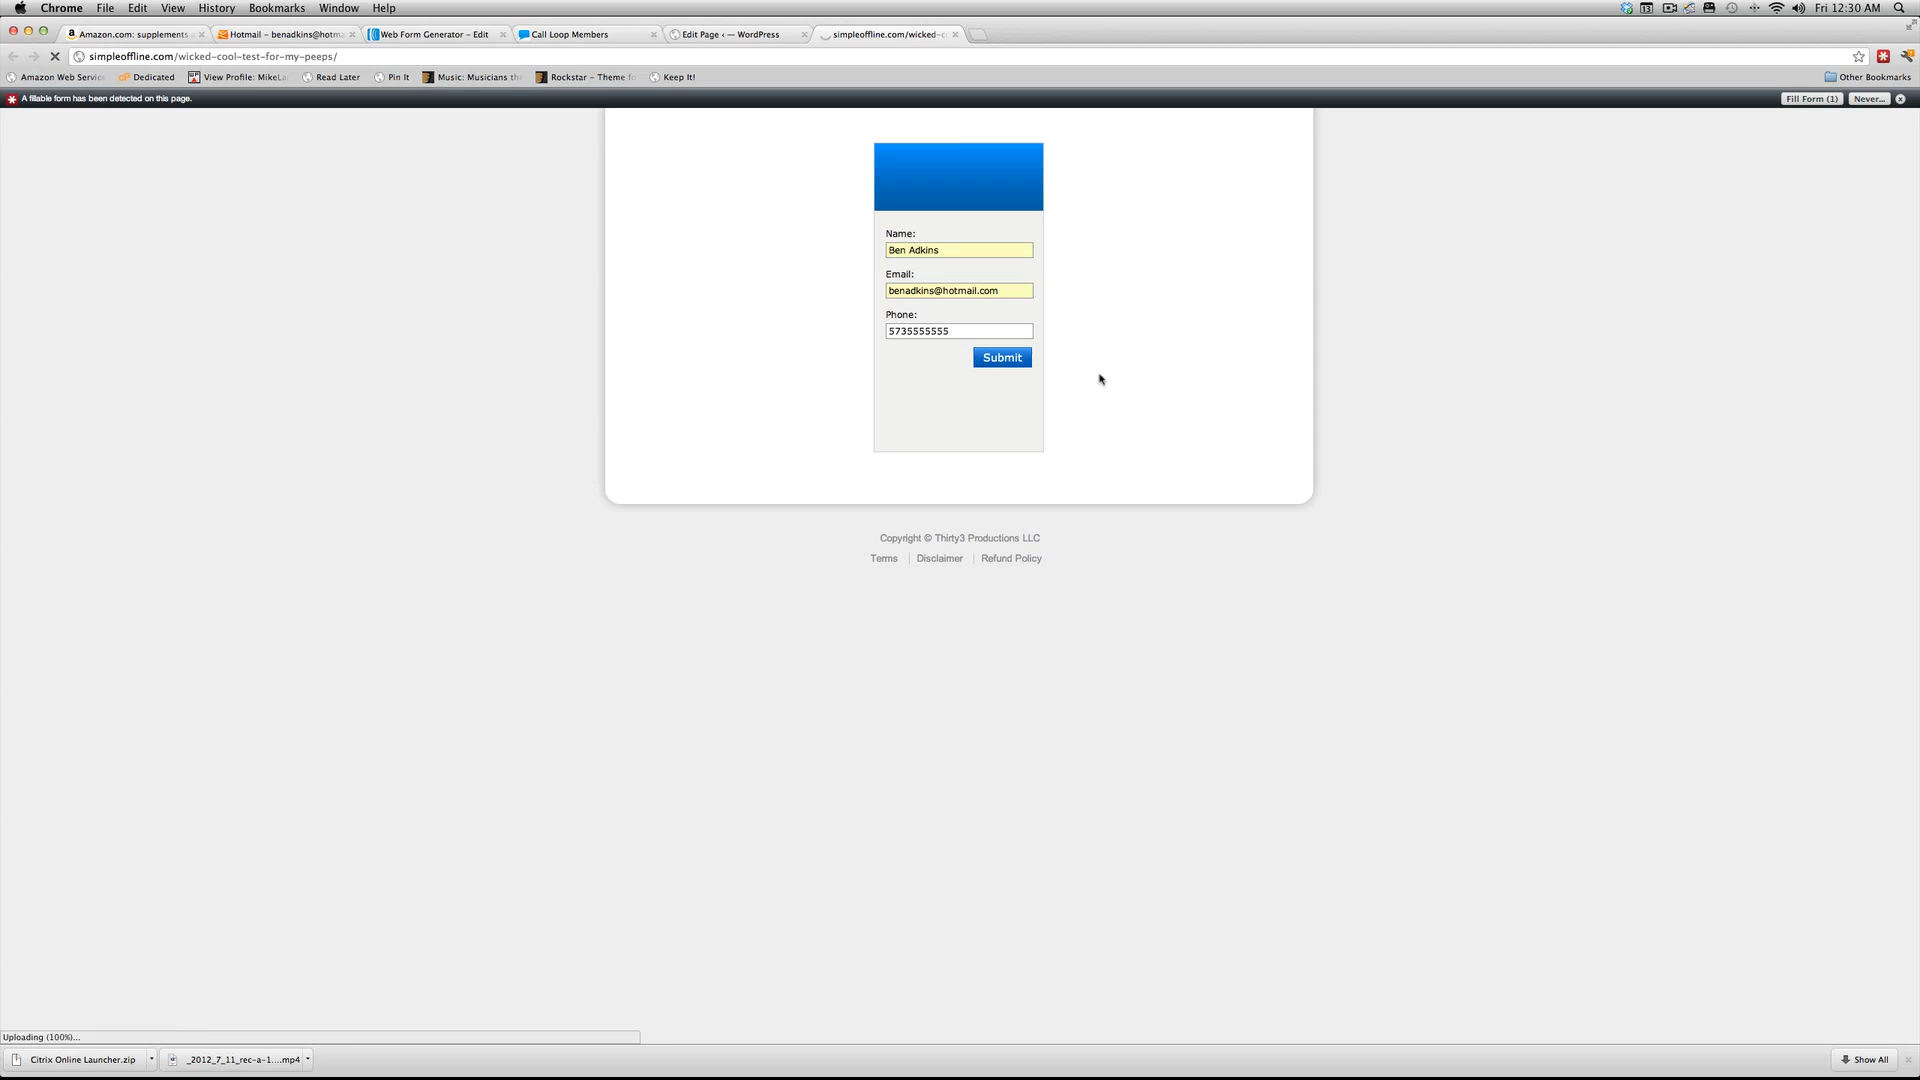 Chrome File Edit View History Bookmarks Window Help 13 Fri 12:30 AM
Amazon.com: supplements Hotmail – benadkins@hotm Web Form Generator – Edit Call Loop Members Edit Page ‹ — WordPress simpleoffline.com/wicked-c
simpleoffline.com/wicked-cool-test-for-my-peeps/
Amazon Web Servic Dedicated View Profile: MikeL Read Later Pin It Music: Musicians th Rockstar – Theme fo Keep It! Other Bookmarks
A fillable form has been detected on this page. Fill Form (1) Never...
Name:
Ben Adkins
Email:
benadkins@hotmail.com
Phone:
5735555555
Submit
Copyright © Thirty3 Productions LLC
Terms Disclaimer Refund Policy
Uploading (100%)...
Citrix Online Launcher.zip _2012_7_11_rec-a-1....mp4 Show All